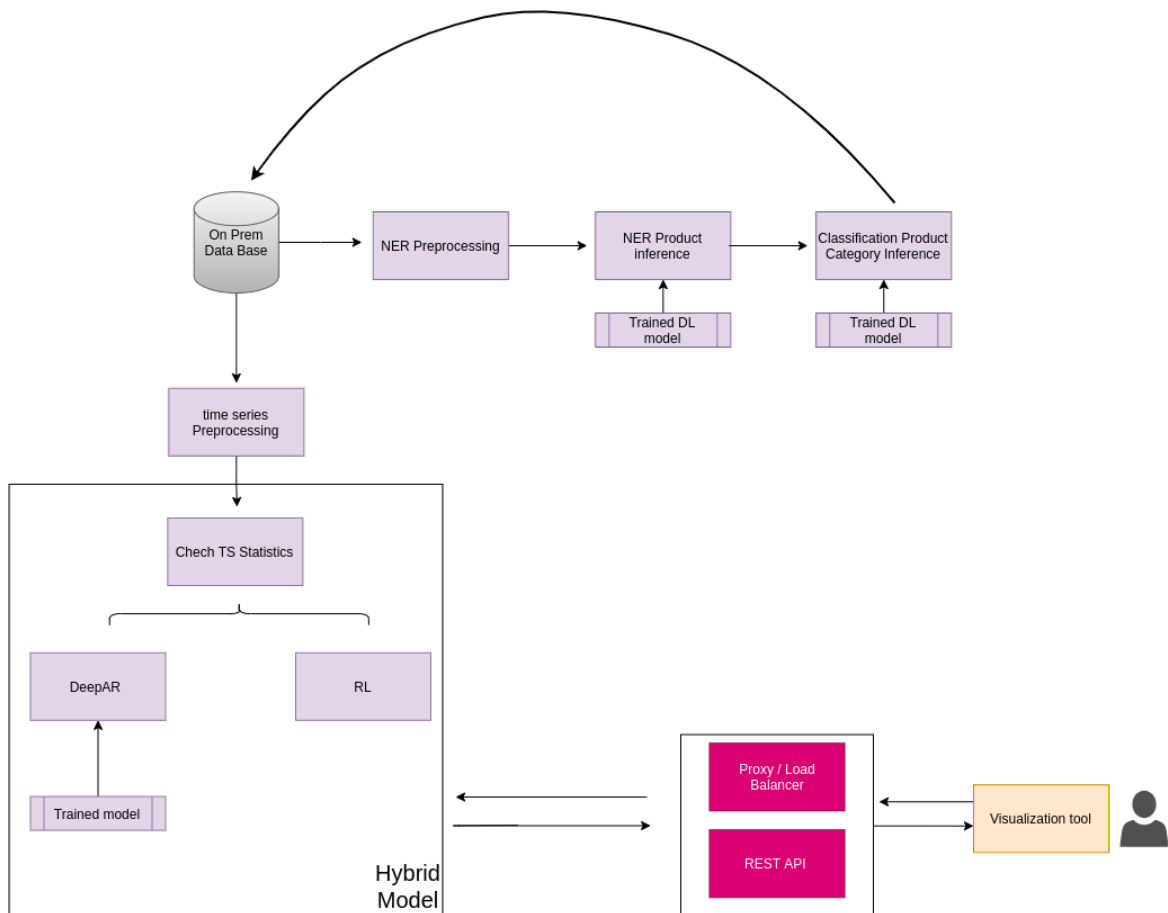 On Prem
Data Base
NER Preprocessing
NER Product
inference
Classification Product
Category Inference
Trained DL
model
Trained DL
model
time series
Preprocessing
Chech TS Statistics
DeepAR
RL
Trained model
Hybrid
Model
Proxy / Load
Balancer
REST API
Visualization tool